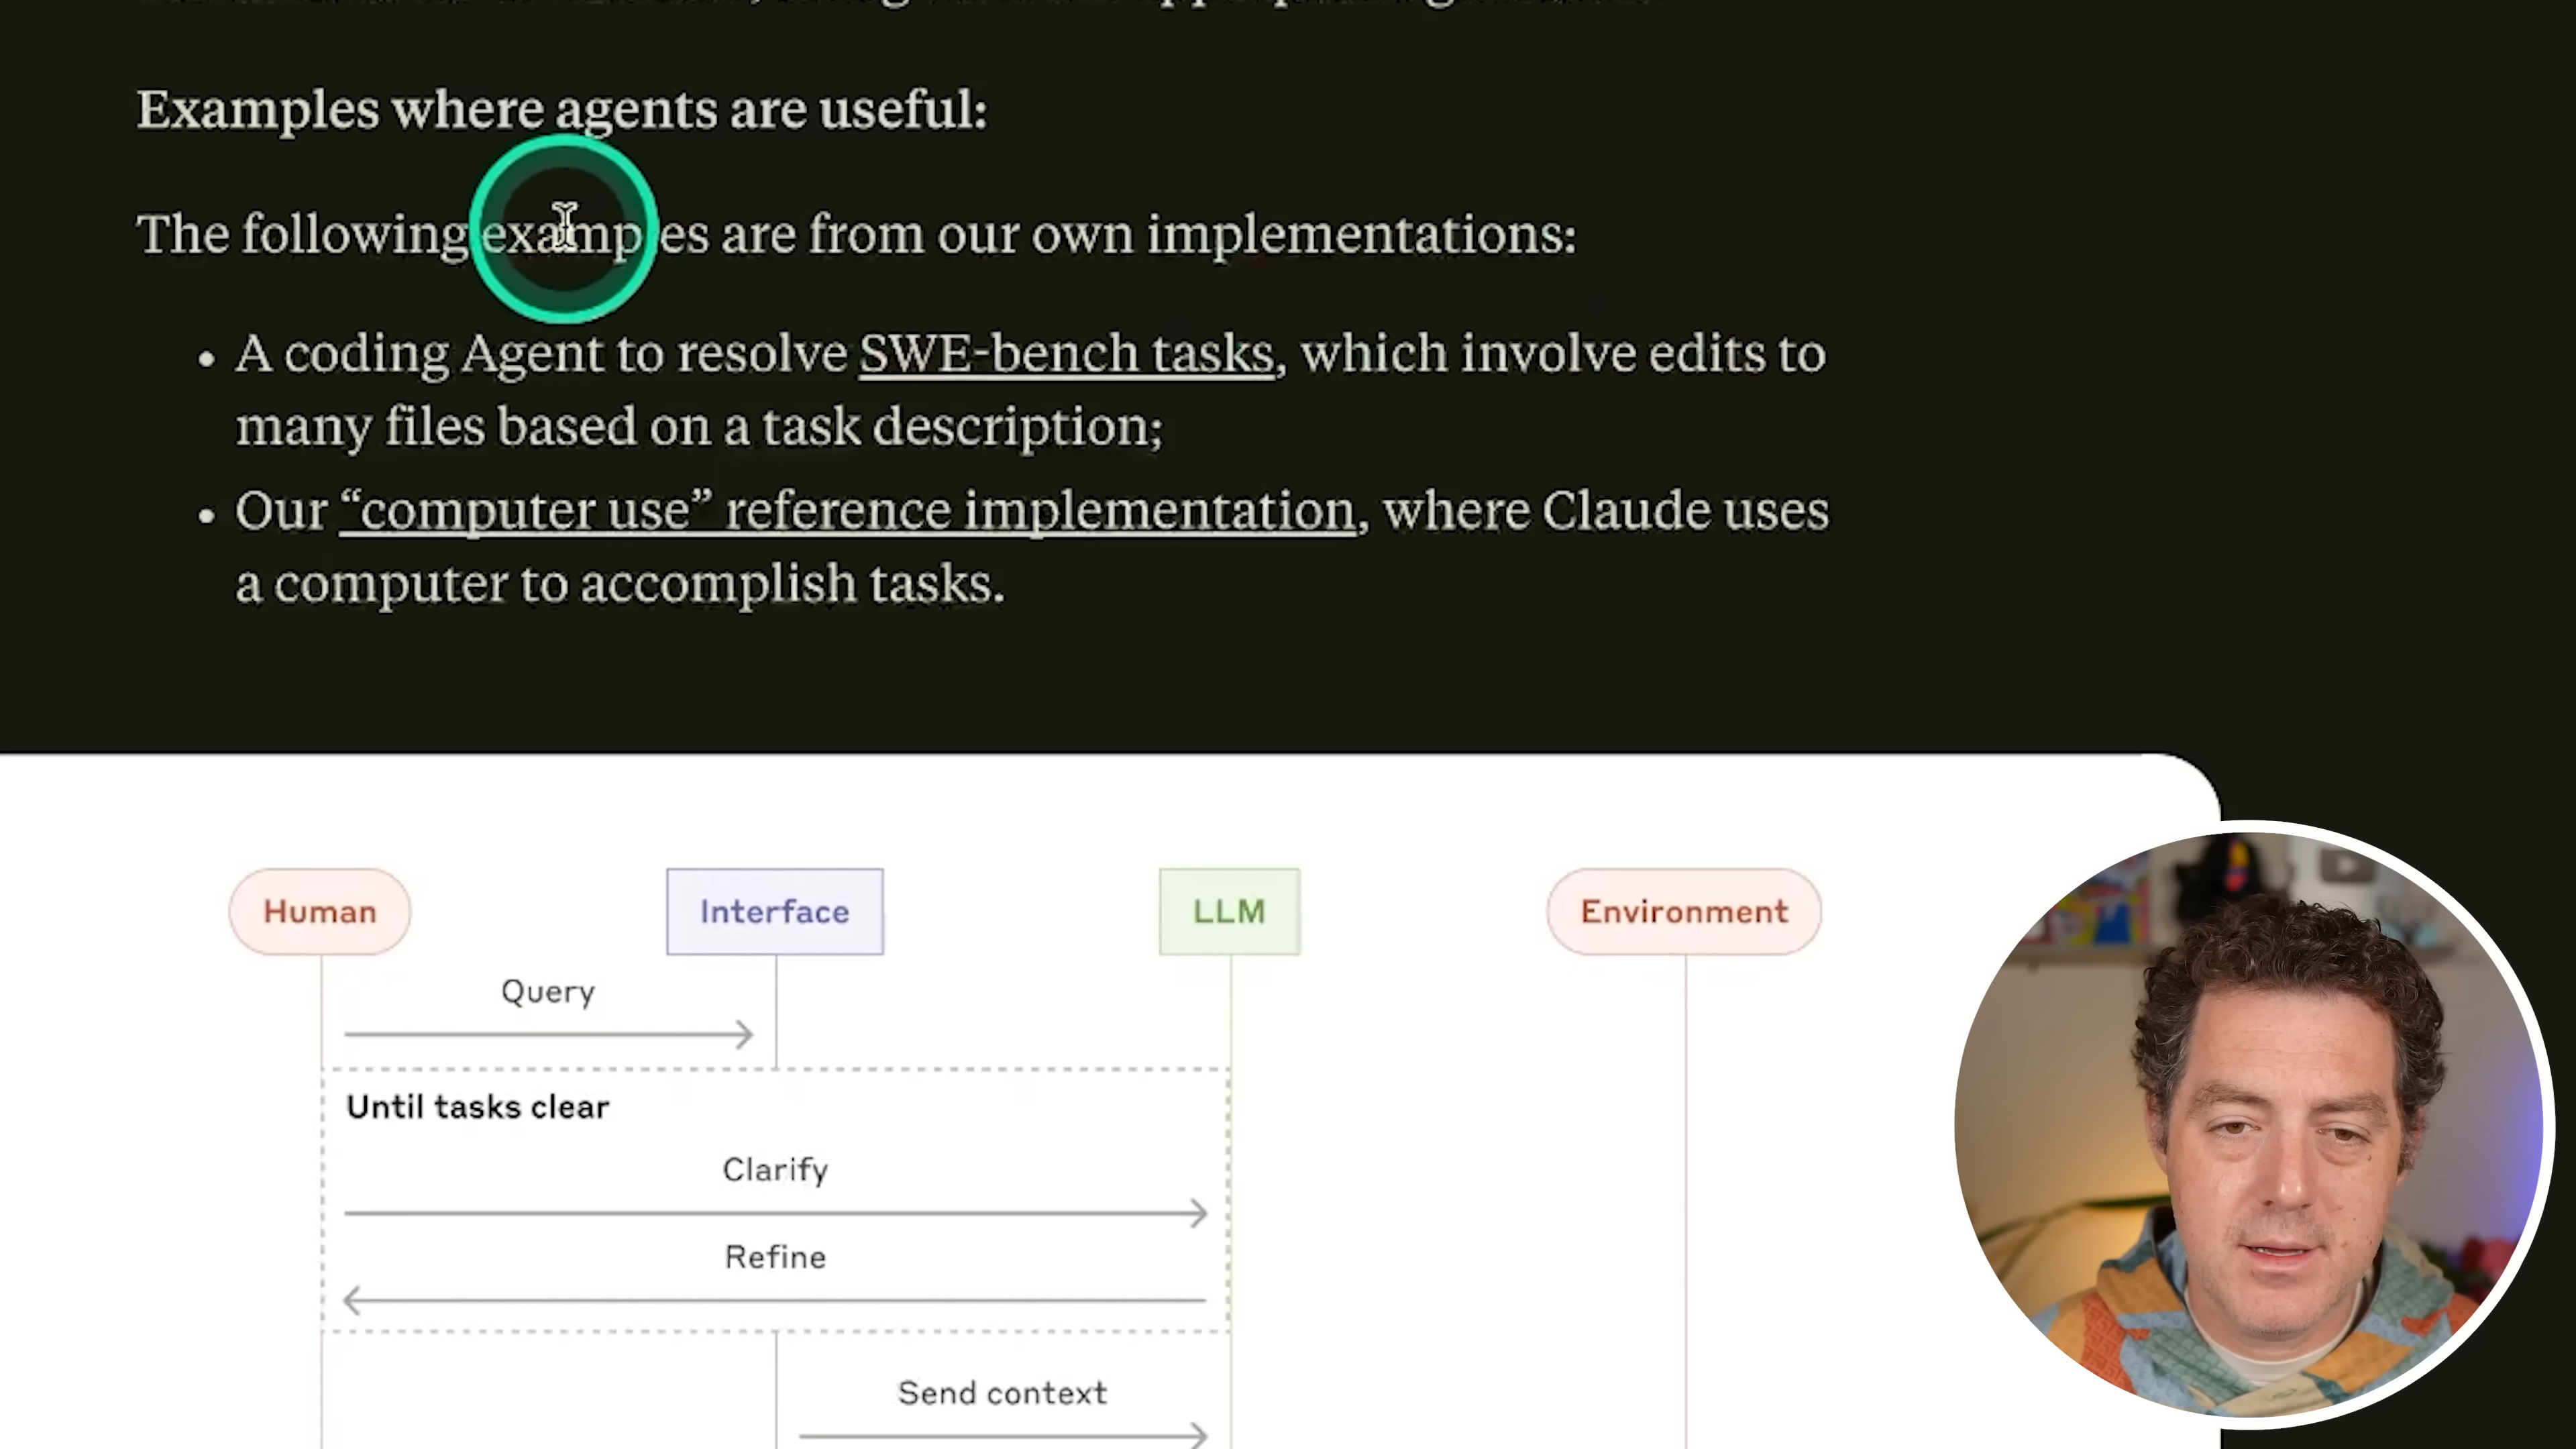 Examples where agents are useful:
The following examples are from our own implementations:
• A coding Agent to resolve SWE-bench tasks, which involve edits to
many files based on a task description;
• Our “computer use” reference implementation, where Claude uses
a computer to accomplish tasks.
Human
Interface
LLM
Environment
Query
Until tasks clear
Clarify
Refine
Send context